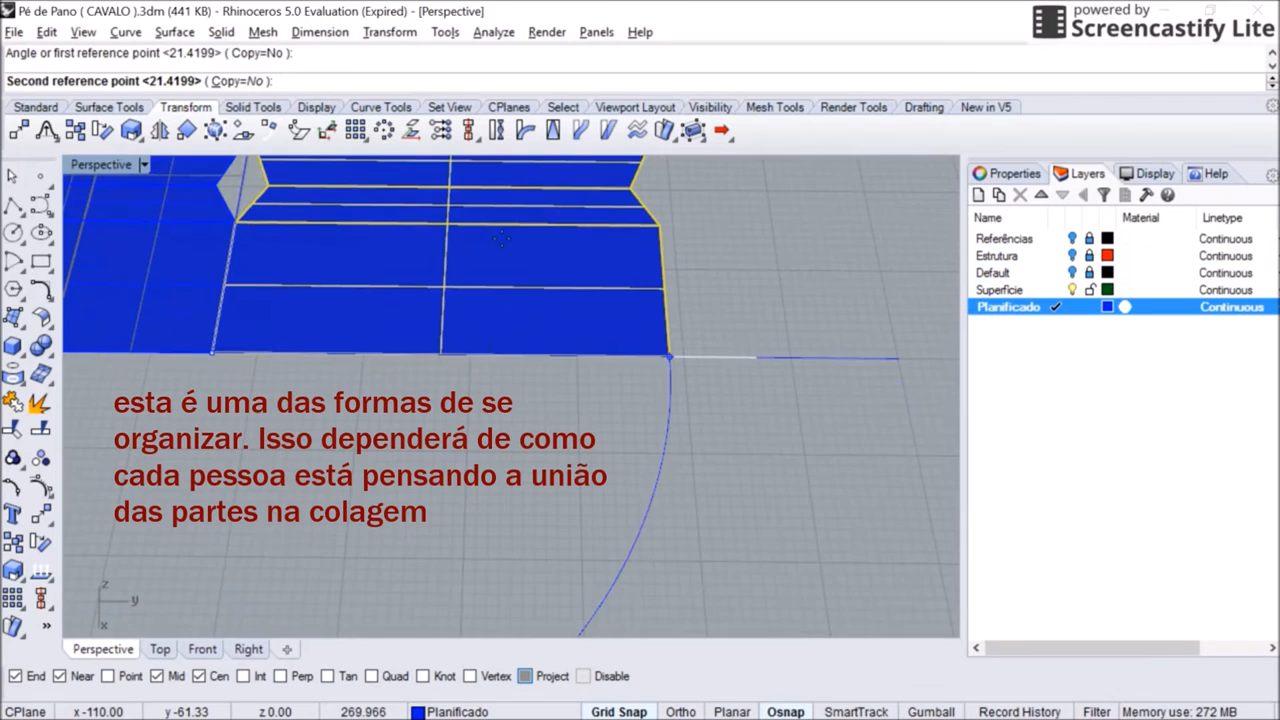 Pé de Pano ( CAVALO ).3dm (441 KB) - Rhinoceros 5.0 Evaluation (Expired) - [Perspective]
powered by
Screencastify Lite
File Edit View Curve Surface Solid Mesh Dimension Transform Tools Analyze Render Panels Help
Angle or first reference point <21.4199> ( Copy=No ):
Second reference point <21.4199> ( Copy=No ):
Standard Surface Tools Transform Solid Tools Display Curve Tools Set View CPlanes Select Viewport Layout Visibility Mesh Tools Render Tools Drafting New in V5
Perspective
Properties Layers Display Help
Name Material Linetype
Referências Continuous
Estrutura Continuous
Default Continuous
Superfície Continuous
Planificado Continuous
esta é uma das formas de se
organizar. Isso dependerá de como
cada pessoa está pensando a união
das partes na colagem
z
y
x
Perspective Top Front Right
End Near Point Mid Cen Int Perp Tan Quad Knot Vertex Project Disable
CPlane x -110.00 y -61.33 z 0.00 269.966 Planificado Grid Snap Ortho Planar Osnap SmartTrack Gumball Record History Filter Memory use: 272 MB